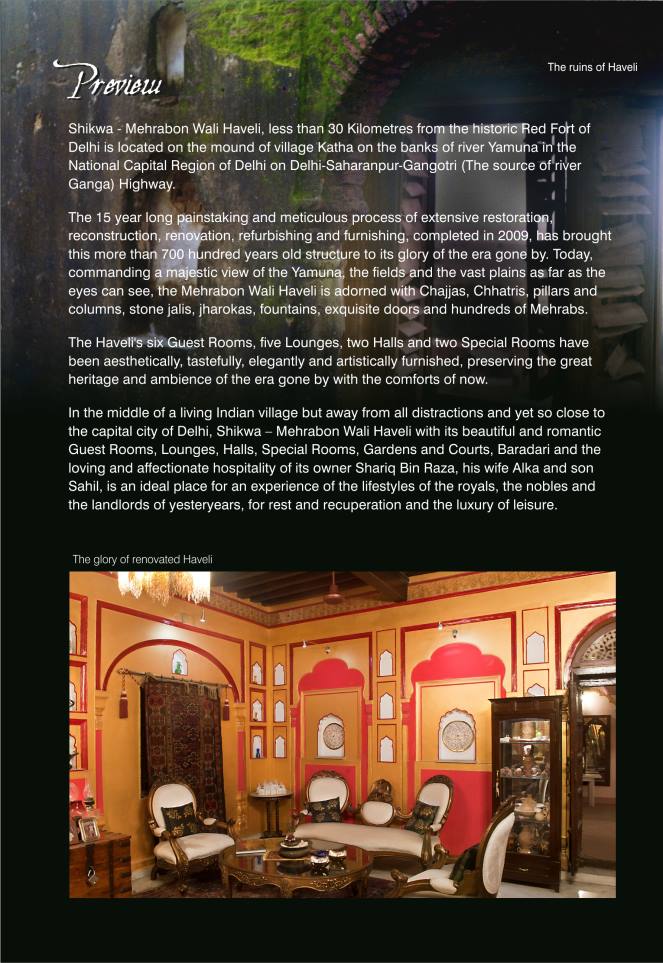 The ruins of Haveli
Preview
Shikwa - Mehrabon Wali Haveli, less than 30 Kilometres from the historic Red Fort of
Delhi is located on the mound of village Katha on the banks of river Yamuna in the
National Capital Region of Delhi on Delhi-Saharanpur-Gangotri (The source of river
Ganga) Highway.
The 15 year long painstaking and meticulous process of extensive restoration,
reconstruction, renovation, refurbishing and furnishing, completed in 2009, has brought
this more than 700 hundred years old structure to its glory of the era gone by. Today,
commanding a majestic view of the Yamuna, the fields and the vast plains as far as the
eyes can see, the Mehrabon Wali Haveli is adorned with Chajjas, Chhatris, pillars and
columns, stone jalis, jharokas, fountains, exquisite doors and hundreds of Mehrabs.
The Haveli's six Guest Rooms, five Lounges, two Halls and two Special Rooms have
been aesthetically, tastefully, elegantly and artistically furnished, preserving the great
heritage and ambience of the era gone by with the comforts of now.
In the middle of a living Indian village but away from all distractions and yet so close to
the capital city of Delhi, Shikwa – Mehrabon Wali Haveli with its beautiful and romantic
Guest Rooms, Lounges, Halls, Special Rooms, Gardens and Courts, Baradari and the
loving and affectionate hospitality of its owner Shariq Bin Raza, his wife Alka and son
Sahil, is an ideal place for an experience of the lifestyles of the royals, the nobles and
the landlords of yesteryears, for rest and recuperation and the luxury of leisure.
The glory of renovated Haveli